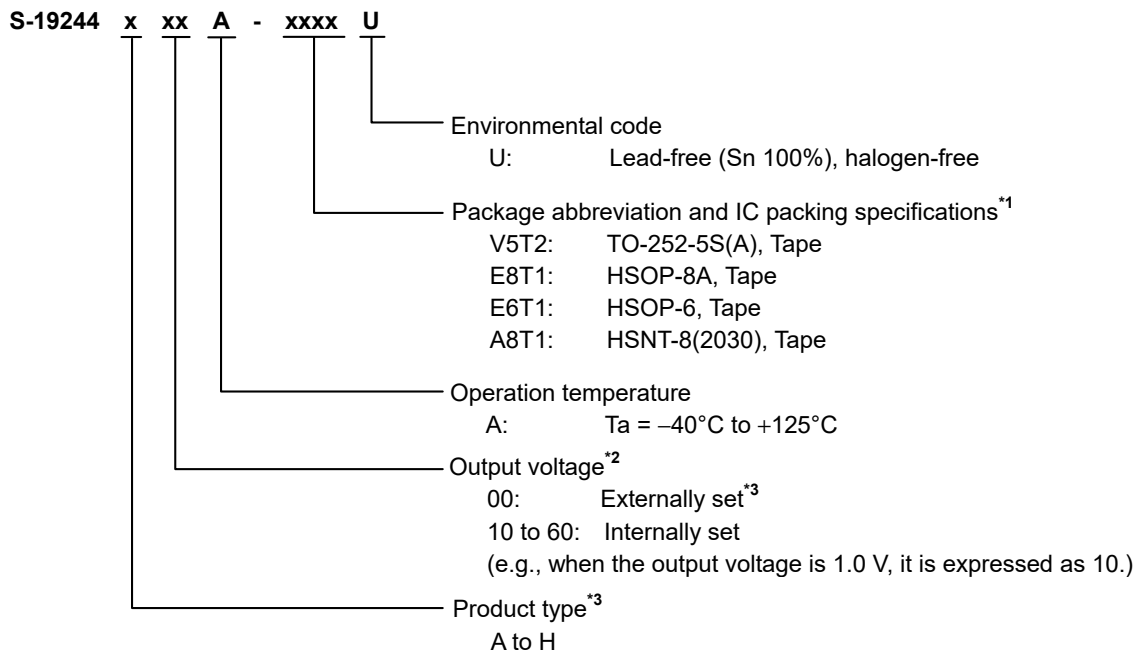 S-19244 x xx A - xxxx U
Environmental code
U: Lead-free (Sn 100%), halogen-free
Package abbreviation and IC packing specifications*1
V5T2: TO-252-5S(A), Tape
E8T1: HSOP-8A, Tape
E6T1: HSOP-6, Tape
A8T1: HSNT-8(2030), Tape
Operation temperature
A: Ta = −40°C to +125°C
Output voltage*2
00: Externally set*3
10 to 60: Internally set
(e.g., when the output voltage is 1.0 V, it is expressed as 10.)
Product type*3
A to H